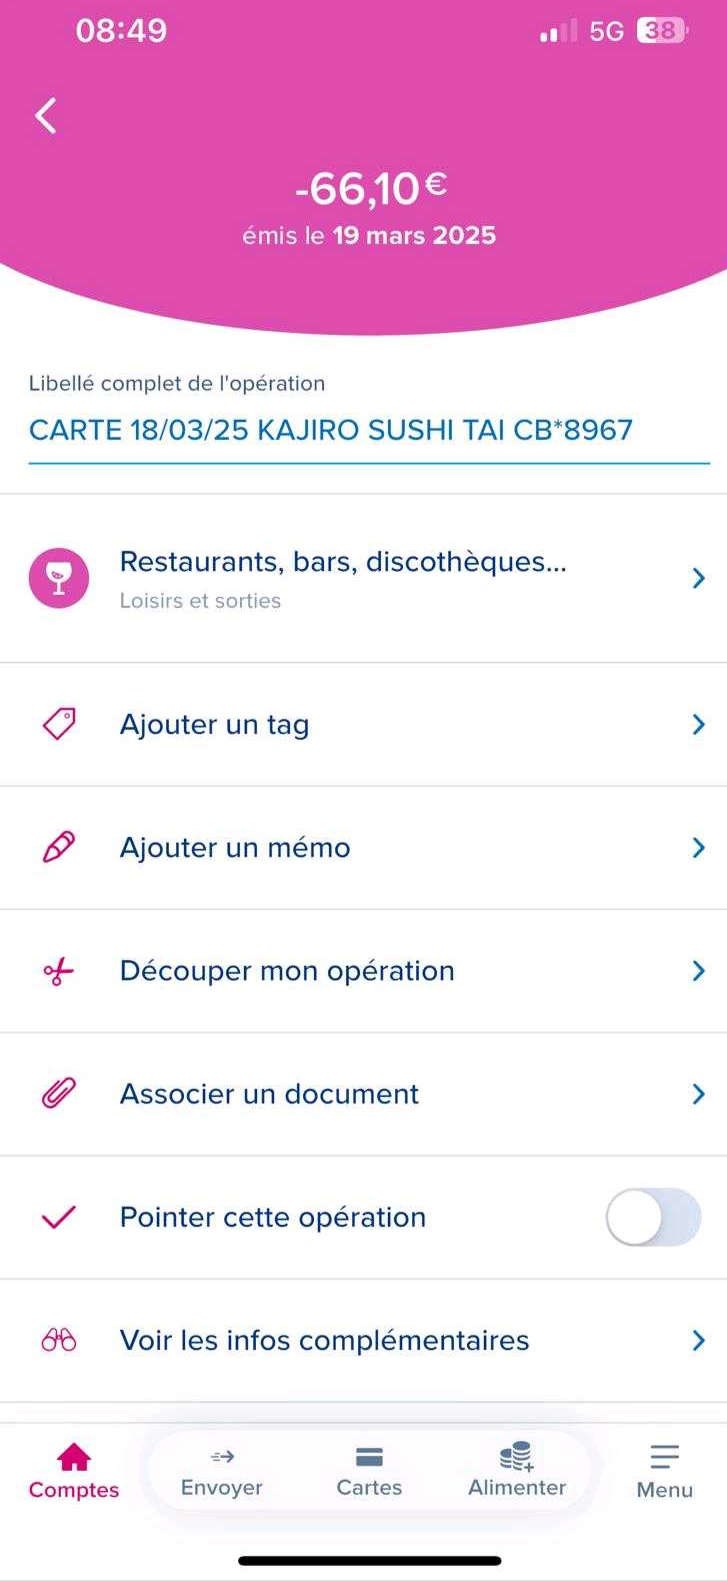 08:49
5G 38
-66,10 €
émis le 19 mars 2025
Libellé complet de l'opération
CARTE 18/03/25 KAJIRO SUSHI TAI CB*8967
Restaurants, bars, discothèques...
Loisirs et sorties
Ajouter un tag
Ajouter un mémo
Découper mon opération
Associer un document
Pointer cette opération
Voir les infos complémentaires
Comptes
Envoyer
Cartes
Alimenter
Menu